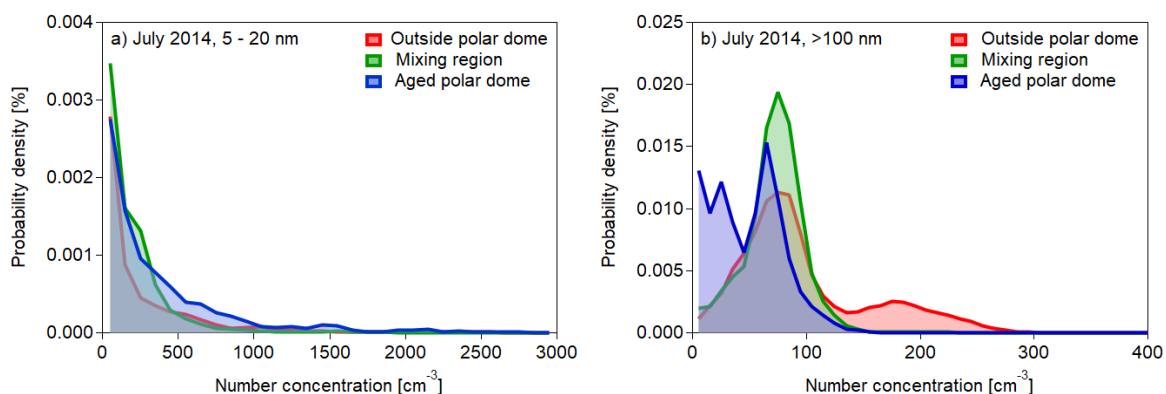 a) July 2014, 5 - 20 nm
Outside polar dome
Mixing region
Aged polar dome
Probability density [%]
0.004
0.003
0.002
0.001
0.000
0
500
1000
1500
2000
2500
3000
Number concentration [cm-3]
b) July 2014, >100 nm
Outside polar dome
Mixing region
Aged polar dome
Probability density [%]
0.025
0.020
0.015
0.010
0.005
0.000
0
100
200
300
400
Number concentration [cm-3]